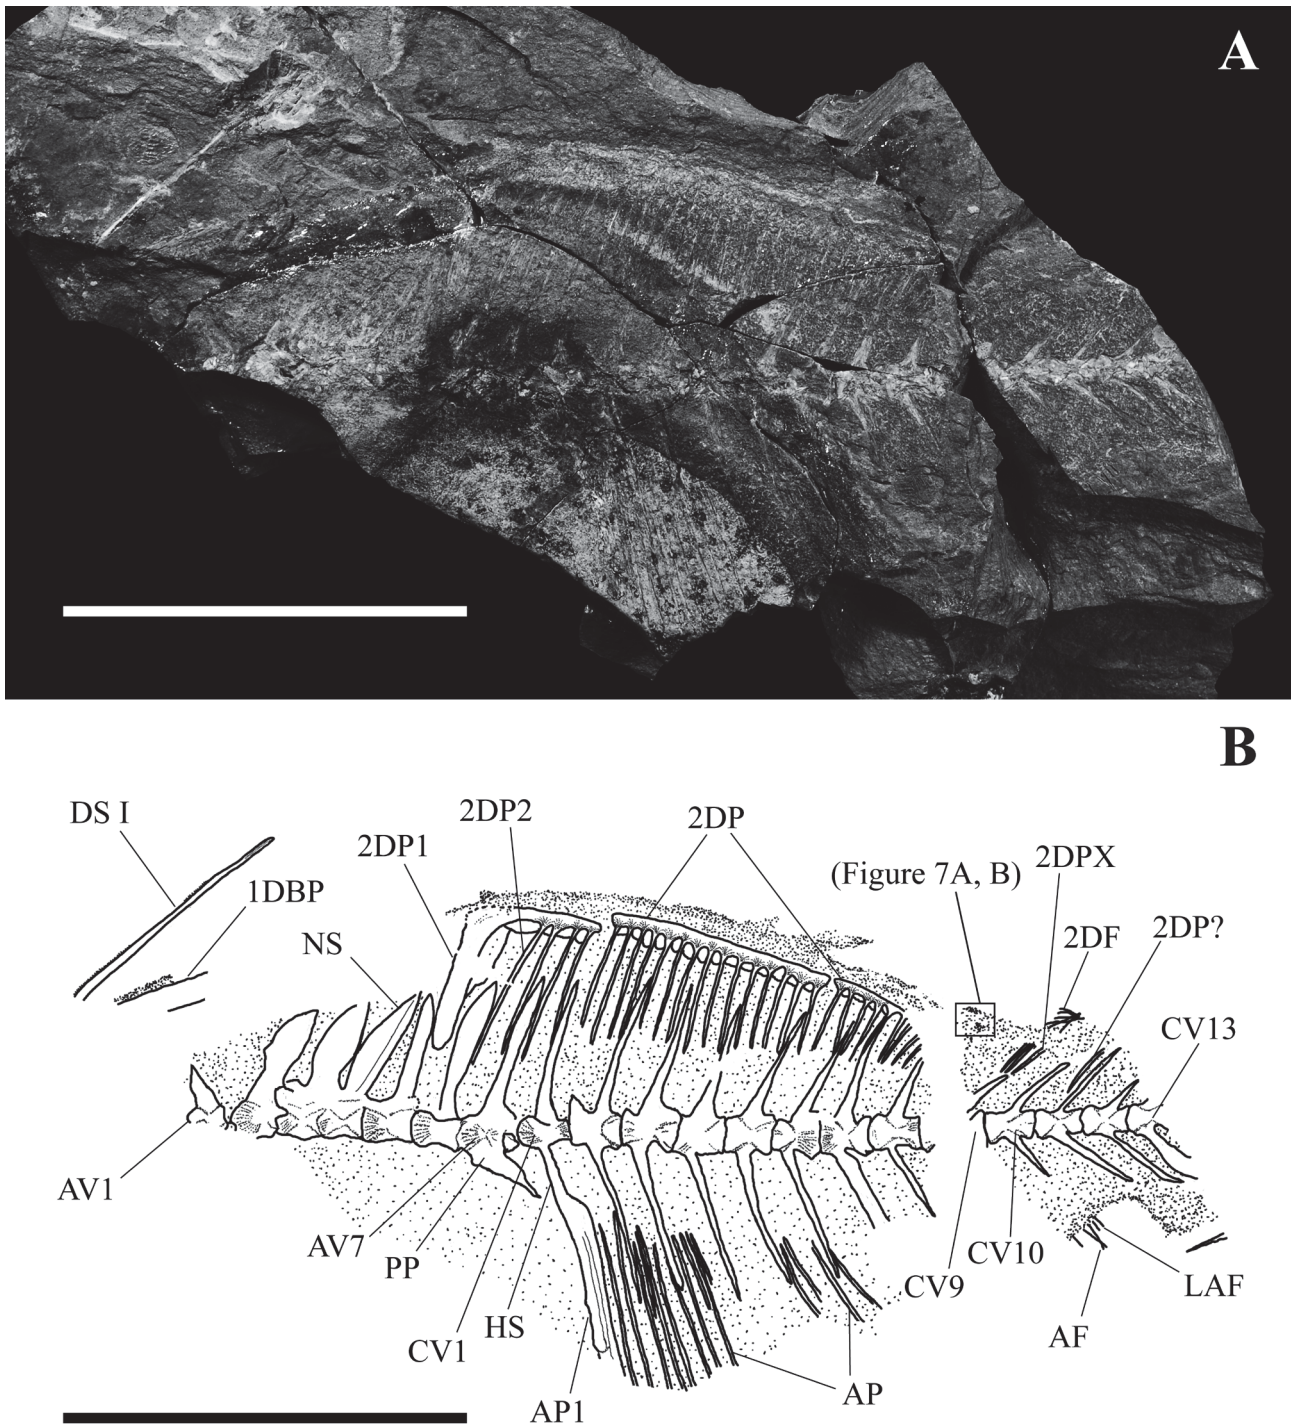 A
B
DS I
2DP2
2DP
2DP1
(Figure 7A, B)
2DPX
1DBP
NS
2DF
2DP?
CV13
AV1
AV7
PP
HS
CV1
AP1
AP
CV9
CV10
LAF
AF